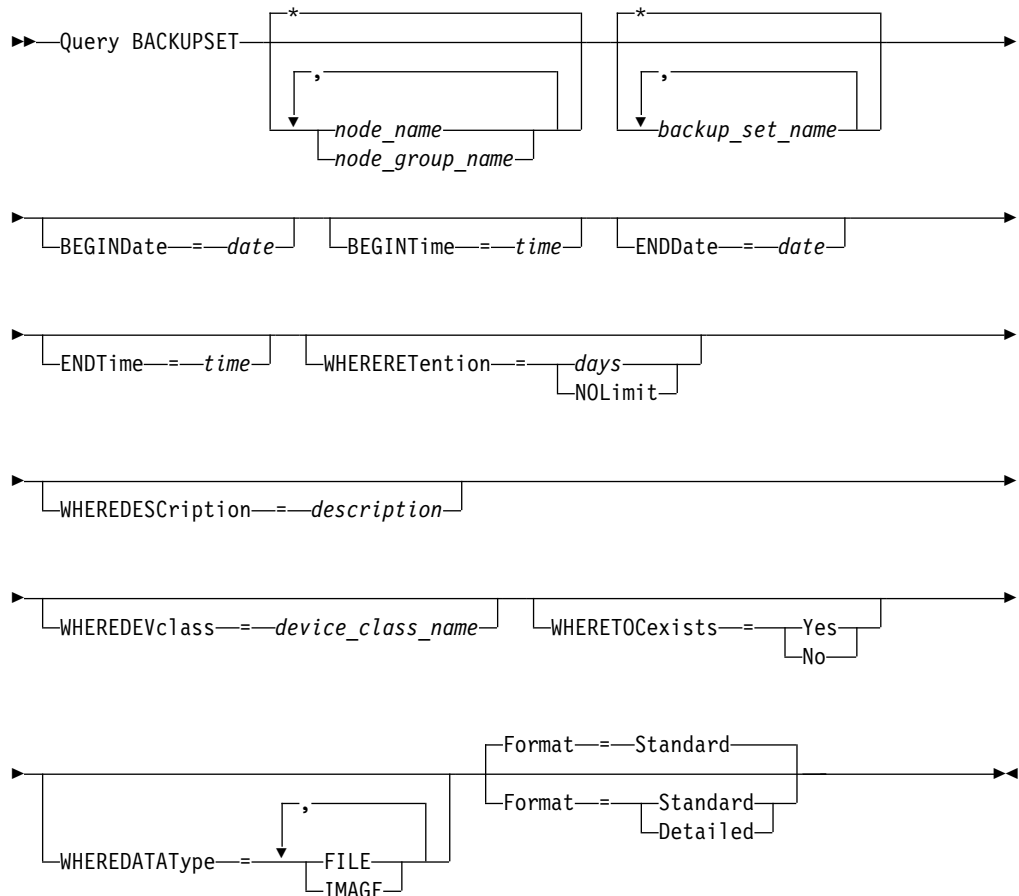 * *
Query BACKUPSET
, ,
node_name backup_set_name
node_group_name
BEGINDate = date BEGINTime = time ENDDate = date
ENDTime = time WHERERETention = days
NOLimit
WHEREDESCription = description
WHEREDEVclass = device_class_name WHERETOCexists = Yes
No
Format = Standard
, Format = Standard
Detailed
WHEREDATAType = FILE
IMAGE